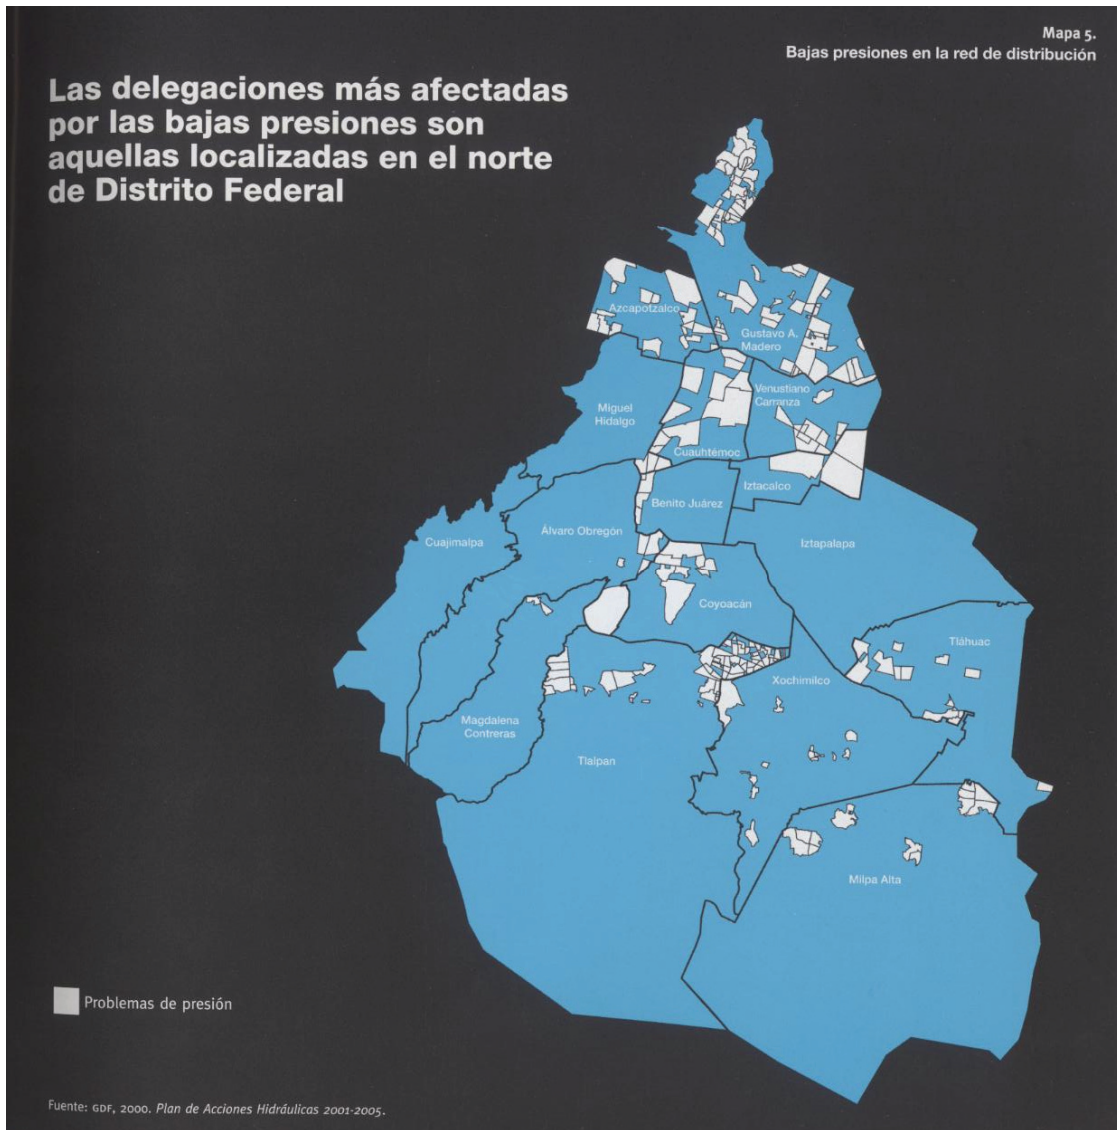 Mapa 5.
Bajas presiones en la red de distribución
Las delegaciones más afectadas
por las bajas presiones son
aquellas localizadas en el norte
de Distrito Federal
Azcapotzalco
Gustavo A.
Madero
Miguel
Hidalgo
Venustiano
Carranza
Cuauhtémoc
Iztacalco
Benito Juárez
Álvaro Obregón
Cuajimalpa
Iztapalapa
Coyoacán
Tláhuac
Xochimilco
Magdalena
Contreras
Tlalpan
Milpa Alta
Problemas de presión
Fuente: GDF, 2000. Plan de Acciones Hidráulicas 2001-2005.